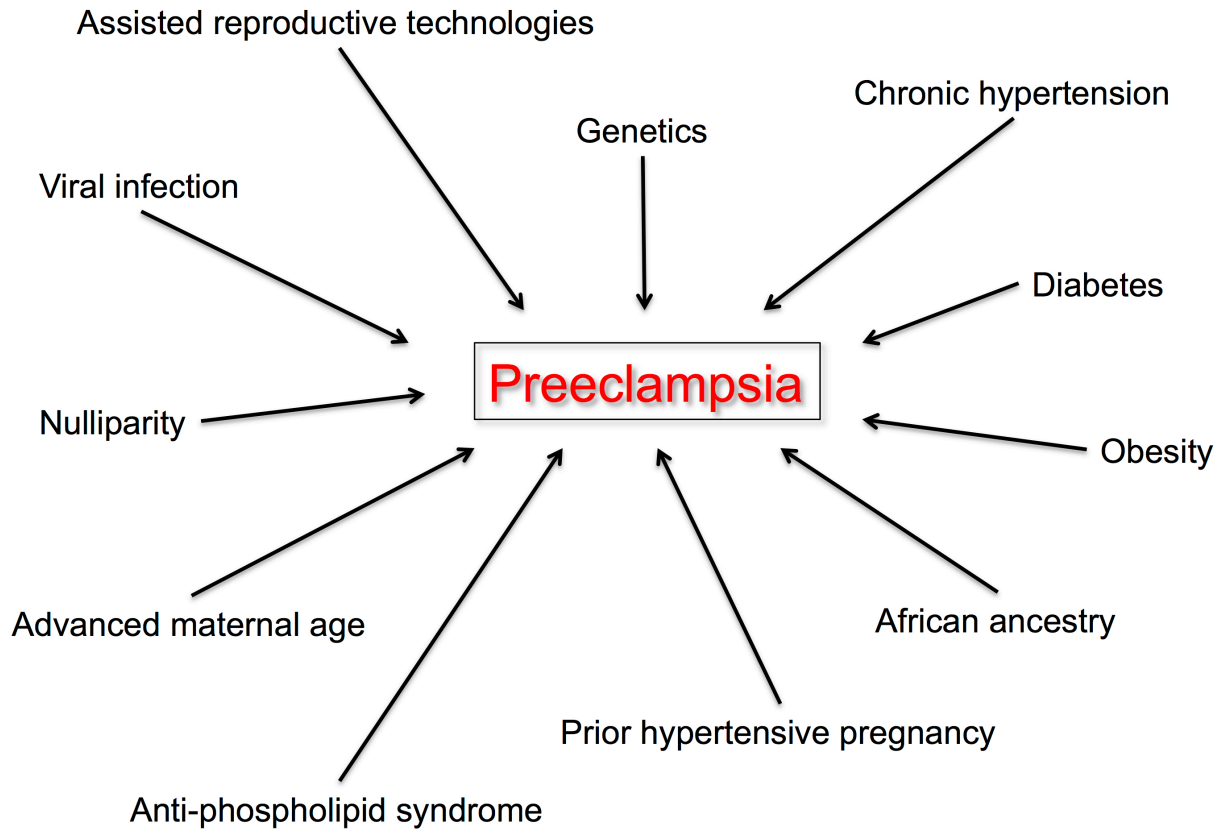 Assisted reproductive technologies
Chronic hypertension
Genetics
Viral infection
Diabetes
Preeclampsia
Nulliparity
Obesity
Advanced maternal age
African ancestry
Prior hypertensive pregnancy
Anti-phospholipid syndrome